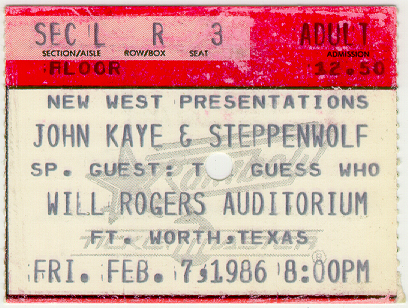 SEC'L R 3 ADULT
SECTION/AISLE ROW/BOX SEAT ADMISSION
FLOOR 12.50
NEW WEST PRESENTATIONS
JOHN KAYE & STEPPENWOLF
SP. GUEST: T GUESS WHO
WILL ROGERS AUDITORIUM
FT. WORTH,TEXAS
FRI. FEB. 7,1986 8:00PM